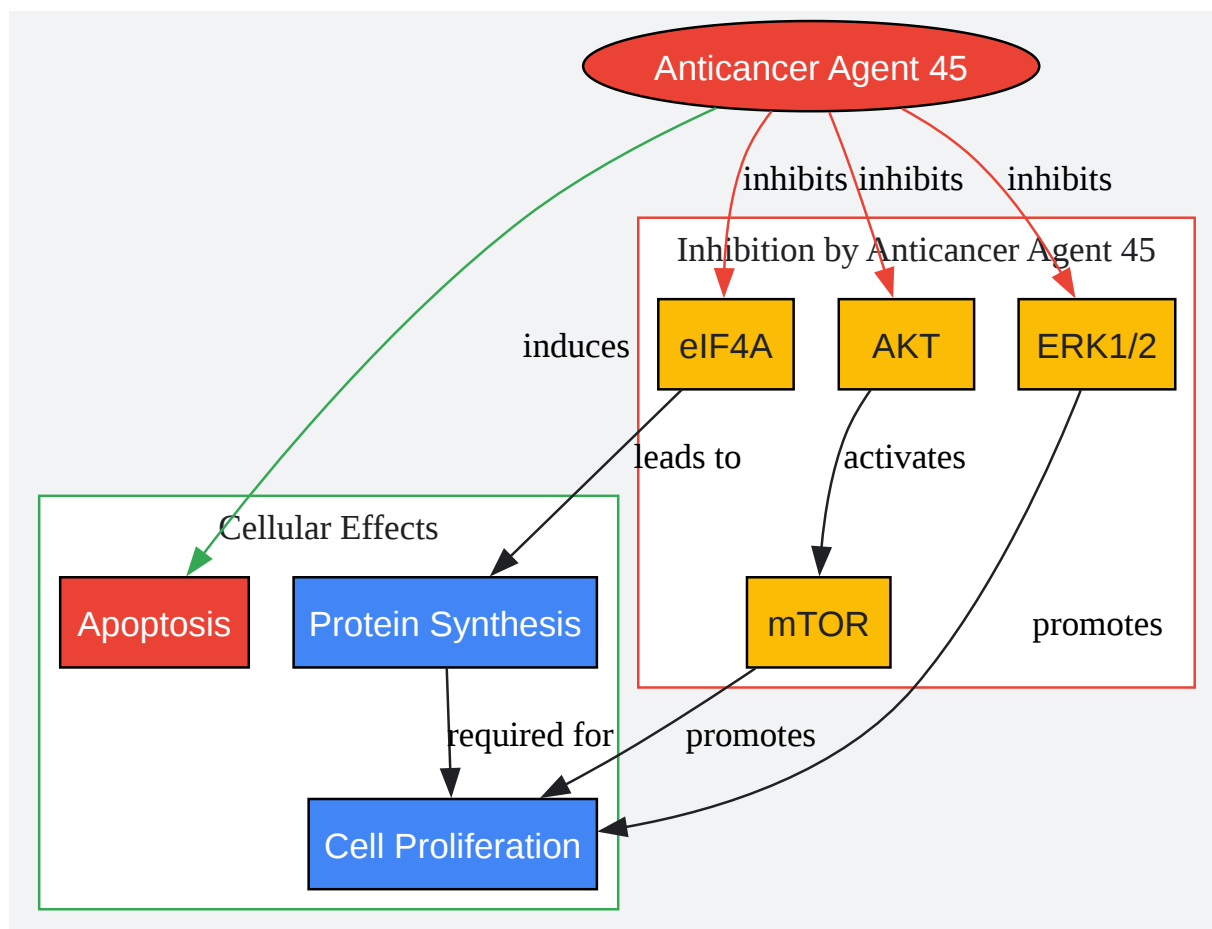 Anticancer Agent 45
inhibits inhibits inhibits
Inhibition by Anticancer Agent 45
induces eIF4A AKT ERK1/2
leads to activates
Cellular Effects
Apoptosis Protein Synthesis mTOR promotes
required for promotes
Cell Proliferation